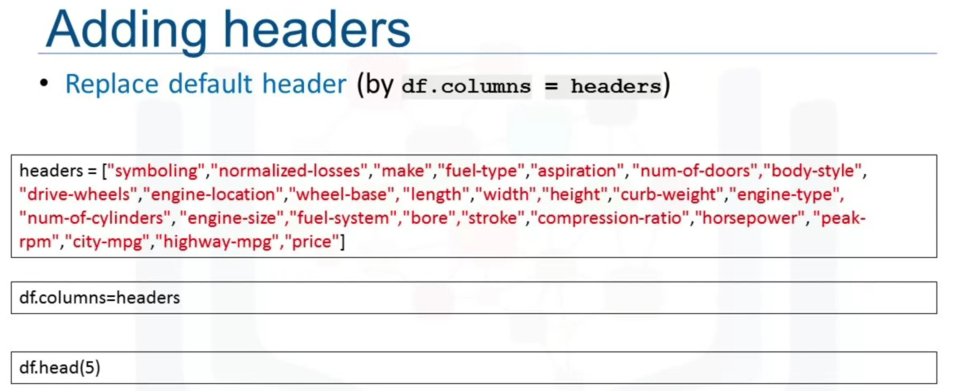 Adding headers
• Replace default header (by df.columns = headers)
headers = ["symboling","normalized-losses","make","fuel-type","aspiration", "num-of-doors","body-style",
"drive-wheels","engine-location","wheel-base", "length","width","height","curb-weight","engine-type",
"num-of-cylinders", "engine-size","fuel-system","bore","stroke","compression-ratio","horsepower", "peak-
rpm","city-mpg","highway-mpg","price"]
df.columns=headers
df.head(5)